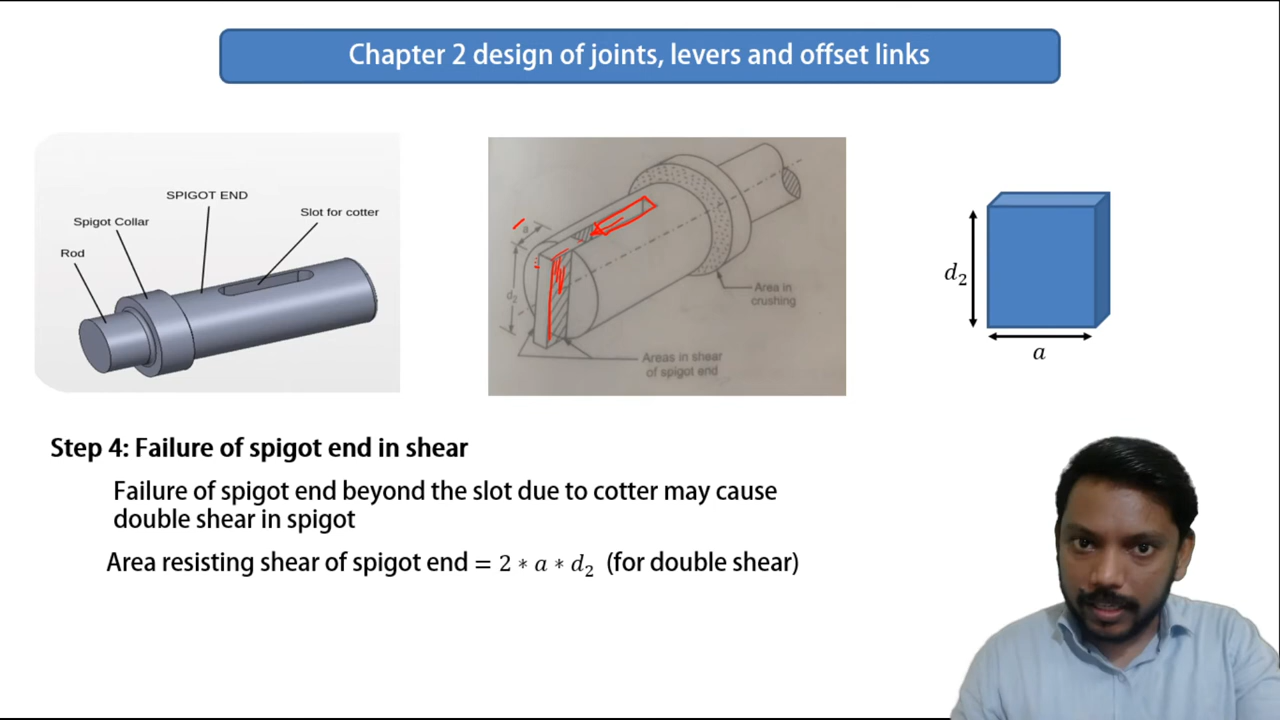 Chapter 2 design of joints, levers and offset links
SPIGOT END
Spigot Collar
Slot for cotter
Rod
a
d₂
Area in
crushing
Areas in shear
of spigot end
d₂
a
Step 4: Failure of spigot end in shear
Failure of spigot end beyond the slot due to cotter may cause
double shear in spigot
Area resisting shear of spigot end = 2 * a * d₂ (for double shear)